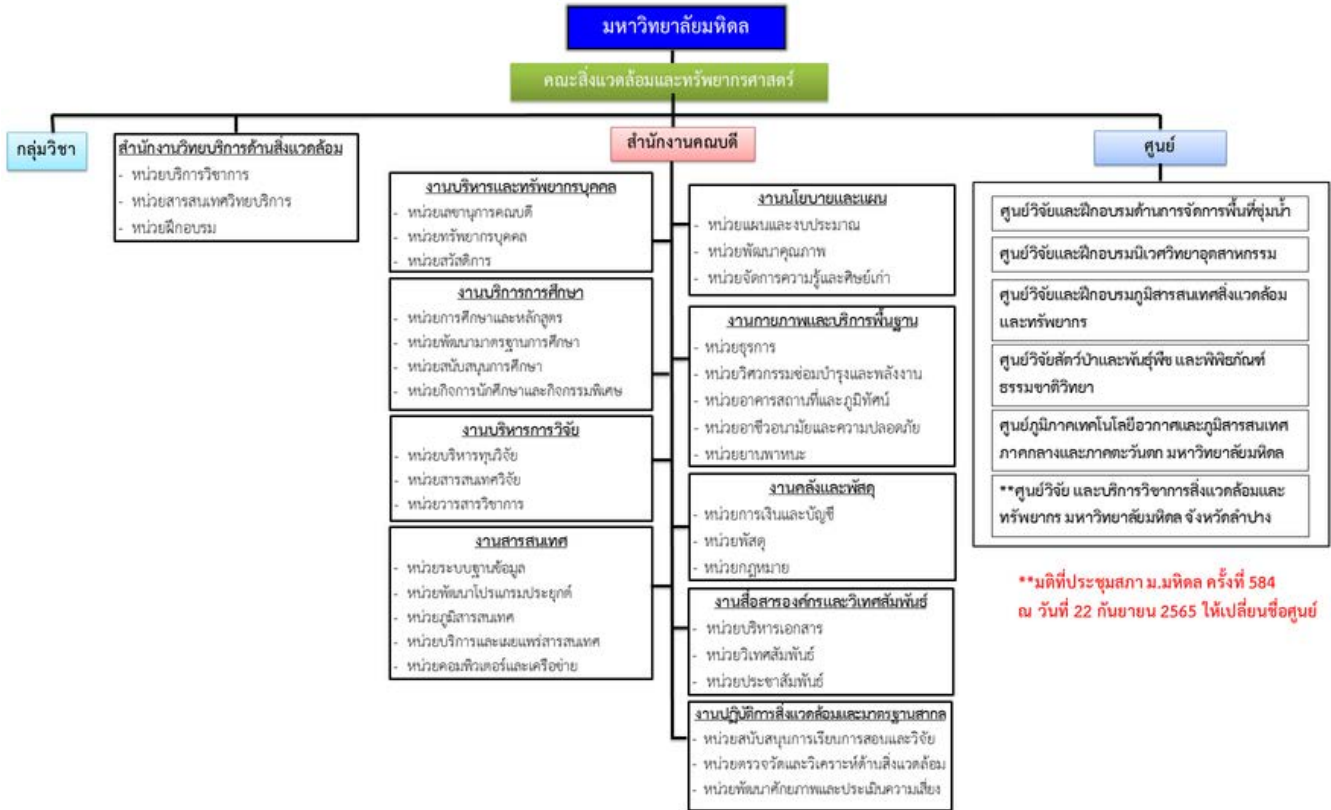 มหาวิทยาลัยมหิดล
คณะสิ่งแวดล้อมและทรัพยากรศาสตร์
กลุ่มวิชา
สำนักงานวิทยบริการด้านสิ่งแวดล้อม
- หน่วยบริการวิชาการ
- หน่วยสารสนเทศวิทยบริการ
- หน่วยฝึกอบรม
สำนักงานคณบดี
งานบริหารและทรัพยากรบุคคล
- หน่วยเลขานุการคณบดี
- หน่วยทรัพยากรบุคคล
- หน่วยสวัสดิการ
งานบริการการศึกษา
- หน่วยการศึกษาและหลักสูตร
- หน่วยพัฒนามาตรฐานการศึกษา
- หน่วยสนับสนุนการศึกษา
- หน่วยกิจการนักศึกษาและกิจกรรมพิเศษ
งานบริหารการวิจัย
- หน่วยบริหารทุนวิจัย
- หน่วยสารสนเทศวิจัย
- หน่วยวารสารวิชาการ
งานสารสนเทศ
- หน่วยระบบฐานข้อมูล
- หน่วยพัฒนาโปรแกรมประยุกต์
- หน่วยภูมิสารสนเทศ
- หน่วยบริการและเผยแพร่สารสนเทศ
- หน่วยคอมพิวเตอร์และเครือข่าย
งานนโยบายและแผน
- หน่วยแผนและงบประมาณ
- หน่วยพัฒนาคุณภาพ
- หน่วยจัดการความรู้และศิษย์เก่า
งานกายภาพและบริการพื้นฐาน
- หน่วยธุรการ
- หน่วยวิศวกรรมซ่อมบำรุงและพลังงาน
- หน่วยอาคารสถานที่และภูมิทัศน์
- หน่วยอาชีวอนามัยและความปลอดภัย
- หน่วยยานพาหนะ
งานคลังและพัสดุ
- หน่วยการเงินและบัญชี
- หน่วยพัสดุ
- หน่วยกฎหมาย
งานสื่อสารองค์กรและวิเทศสัมพันธ์
- หน่วยบริหารเอกสาร
- หน่วยวิเทศสัมพันธ์
- หน่วยประชาสัมพันธ์
งานปฏิบัติการสิ่งแวดล้อมและมาตรฐานสากล
- หน่วยสนับสนุนการเรียนการสอนและวิจัย
- หน่วยตรวจวัดและวิเคราะห์ด้านสิ่งแวดล้อม
- หน่วยพัฒนาศักยภาพและประเมินความเสี่ยง
ศูนย์
ศูนย์วิจัยและฝึกอบรมด้านการจัดการพื้นที่ชุ่มน้ำ
ศูนย์วิจัยและฝึกอบรมนิเวศวิทยาอุตสาหกรรม
ศูนย์วิจัยและฝึกอบรมภูมิสารสนเทศสิ่งแวดล้อม
และทรัพยากร
ศูนย์วิจัยสัตว์ป่าและพันธุ์พืช และพิพิธภัณฑ์
ธรรมชาติวิทยา
ศูนย์ภูมิภาคเทคโนโลยีอวกาศและภูมิสารสนเทศ
ภาคกลางและภาคตะวันตก มหาวิทยาลัยมหิดล
**ศูนย์วิจัย และบริการวิชาการสิ่งแวดล้อมและ
ทรัพยากร มหาวิทยาลัยมหิดล จังหวัดลำปาง
**มติที่ประชุมสภา ม.มหิดล ครั้งที่ 584
ณ วันที่ 22 กันยายน 2565 ให้เปลี่ยนชื่อศูนย์